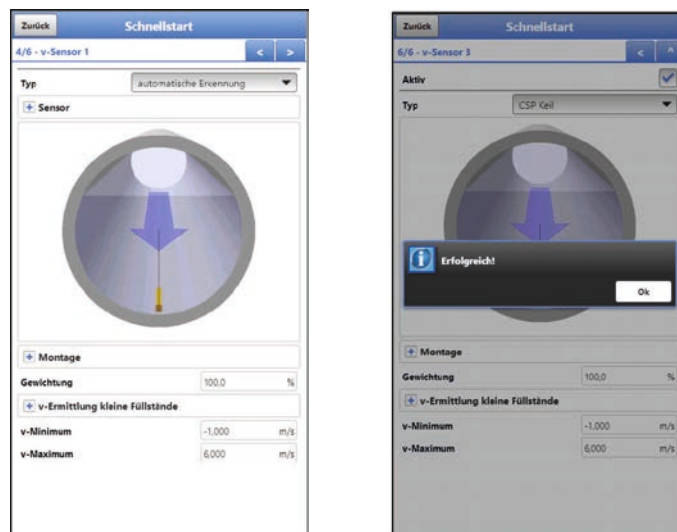 Zurück
Schnellstart
4/6 - v-Sensor 1
<
>
Typ
automatische Erkennung
+ Sensor
+ Montage
Gewichtung 100,0 %
+ v-Ermittlung kleine Füllstände
v-Minimum -1,000 m/s
v-Maximum 6,000 m/s
Zurück
Schnellstart
6/6 - v-Sensor 3
<
^
Aktiv
Typ
CSP Keil
Erfolgreich!
Ok
+ Montage
Gewichtung 100,0 %
+ v-Ermittlung kleine Füllstände
v-Minimum -1,000 m/s
v-Maximum 6,000 m/s